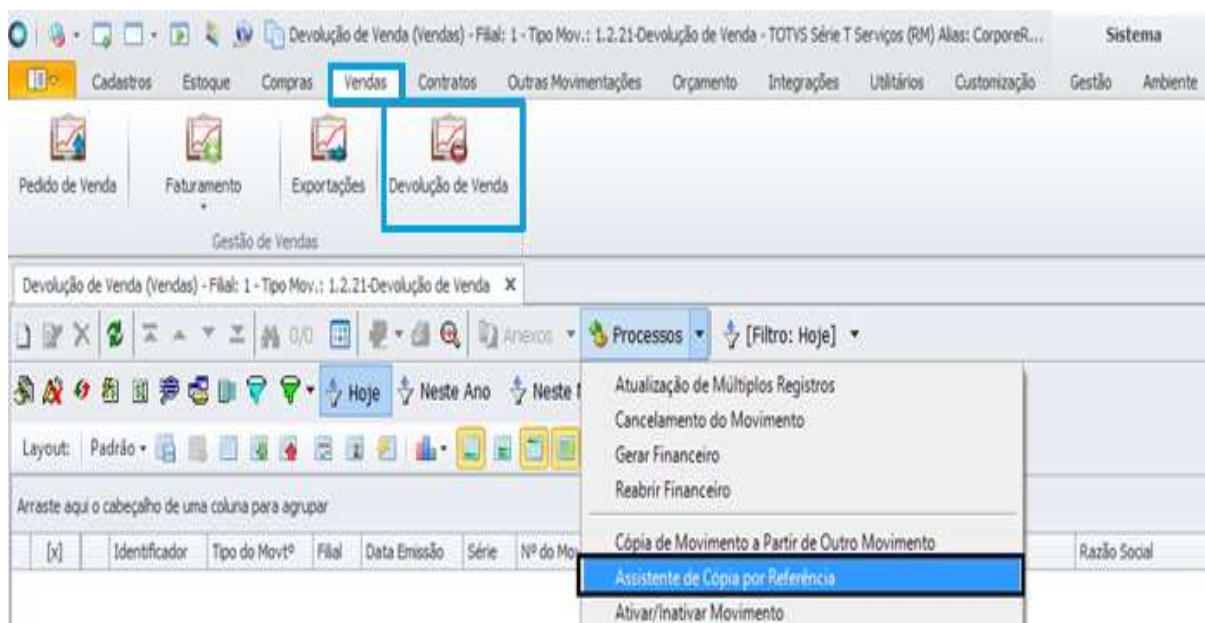 Devolução de Venda (Vendas) - Filial: 1 - Tipo Mov.: 1.2.21-Devolução de Venda - TOTVS Série T Serviços (RM) Alias: CorporeR... Sistema
Cadastros Estoque Compras Vendas Contratos Outras Movimentações Orçamento Integrações Utilitários Customização Gestão Ambiente
Pedido de Venda Faturamento Exportações Devolução de Venda
Gestão de Vendas
Devolução de Venda (Vendas) - Filial: 1 - Tipo Mov.: 1.2.21-Devolução de Venda X
0/0 Anexos Processos [Filtro: Hoje]
Hoje Neste Ano Neste
Atualização de Múltiplos Registros
Cancelamento do Movimento
Layout: Padrão
Gerar Financeiro
Reabrir Financeiro
Arraste aqui o cabeçalho de uma coluna para agrupar
Cópia de Movimento a Partir de Outro Movimento
[x] Identificador Tipo do Movtº Filial Data Emissão Série Nº do Mov Razão Social
Assistente de Cópia por Referência
Ativar/Inativar Movimento